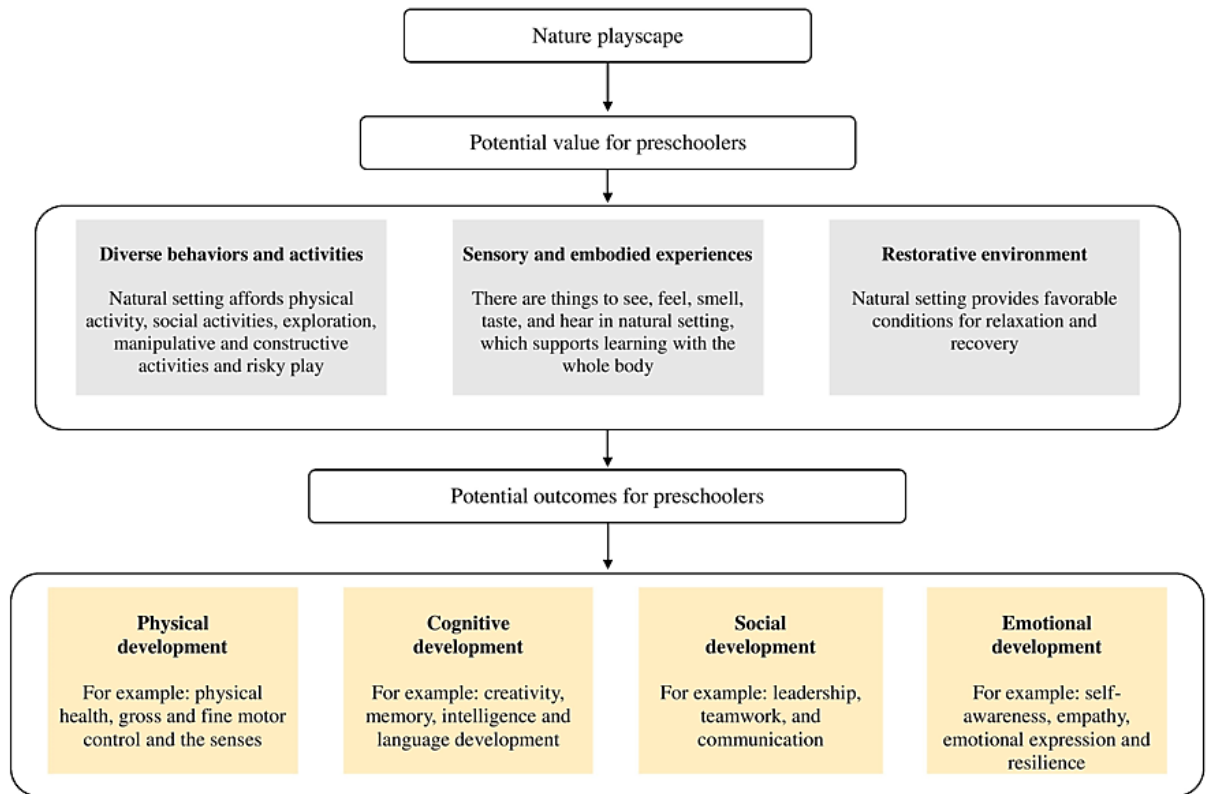 Nature playscape
Potential value for preschoolers
Diverse behaviors and activities
Natural setting affords physical
activity, social activities, exploration,
manipulative and constructive
activities and risky play
Sensory and embodied experiences
There are things to see, feel, smell,
taste, and hear in natural setting,
which supports learning with the
whole body
Restorative environment
Natural setting provides favorable
conditions for relaxation and
recovery
Potential outcomes for preschoolers
Physical
development
For example: physical
health, gross and fine motor
control and the senses
Cognitive
development
For example: creativity,
memory, intelligence and
language development
Social
development
For example: leadership,
teamwork, and
communication
Emotional
development
For example: self-
awareness, empathy,
emotional expression and
resilience